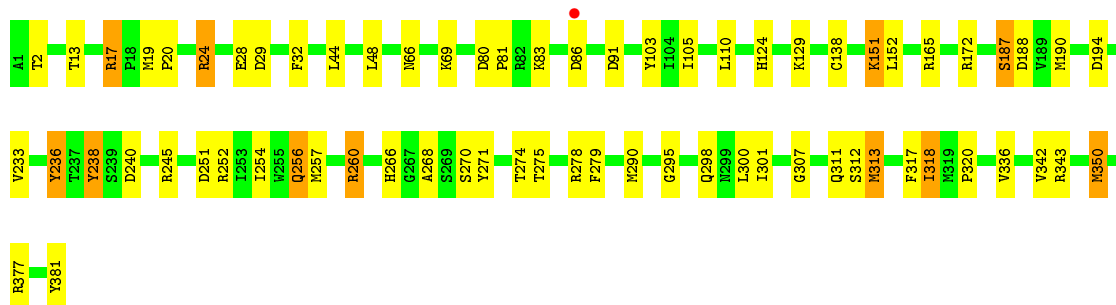 A1 T2 T13 R17 P18 M19 P20 R24 E28 D29 F32 L44 L48 N66 K69 D80 P81 R82 K83 D86 D91 Y103 I104 I105 L110 H124 K129 C138 K151 L152 R165 R172 S187 D188 V189 M190 D194
V233 Y236 T237 Y238 S239 D240 R245 D251 R252 I253 I254 W255 Q256 M257 R260 H266 G267 A268 S269 S270 Y271 T274 T275 R278 F279 M290 G295 Q298 N299 L300 I301 G307 Q311 S312 M313 F317 I318 M319 P320 V336 V342 R343 M350
R377 Y381